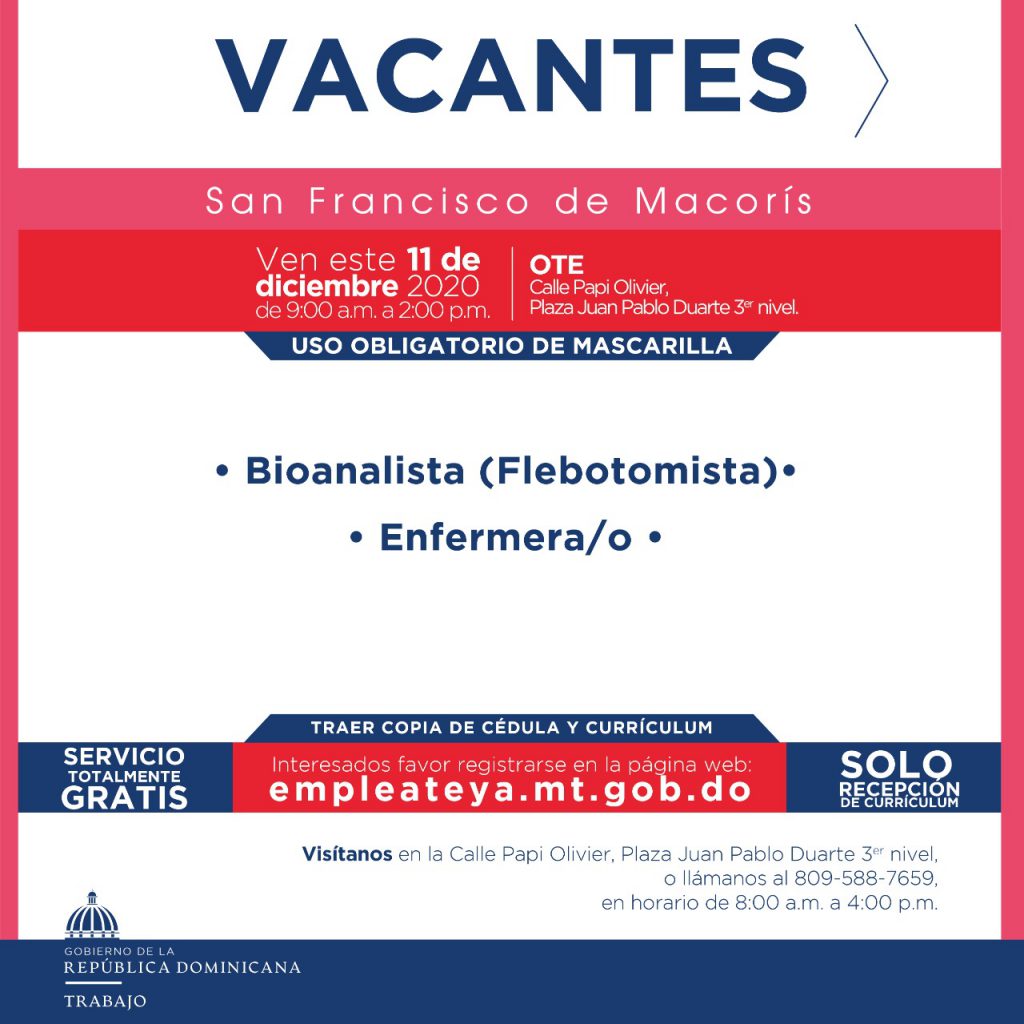 VACANTES
San Francisco de Macorís
Ven este 11 de
diciembre 2020
de 9:00 a.m. a 2:00 p.m.
OTE
Calle Papi Olivier,
Plaza Juan Pablo Duarte 3er nivel.
USO OBLIGATORIO DE MASCARILLA
• Bioanalista (Flebotomista)•
• Enfermera/o •
TRAER COPIA DE CÉDULA Y CURRÍCULUM
SERVICIO
TOTALMENTE
GRATIS
Interesados favor registrarse en la página web:
empleateya.mt.gob.do
SOLO
RECEPCIÓN
DE CURRÍCULUM
Visítanos en la Calle Papi Olivier, Plaza Juan Pablo Duarte 3er nivel,
o llámanos al 809-588-7659,
en horario de 8:00 a.m. a 4:00 p.m.
GOBIERNO DE LA
REPÚBLICA DOMINICANA
TRABAJO